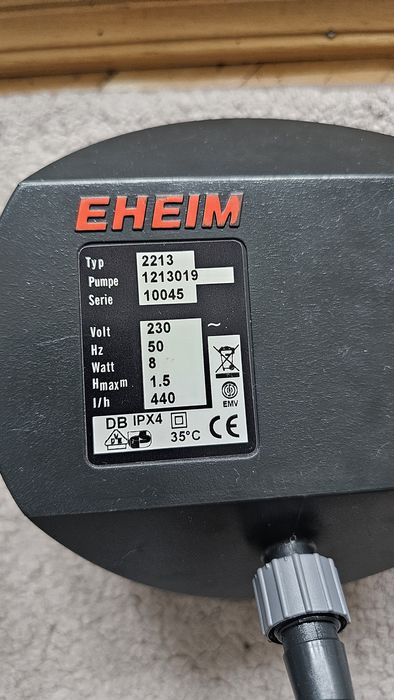 EHEIM
Typ 2213
Pumpe 1213019
Serie 10045
Volt 230 ~
Hz 50
Watt 8
Hmaxm 1.5
l/h 440
EMV
DB IPX4
35°C CE